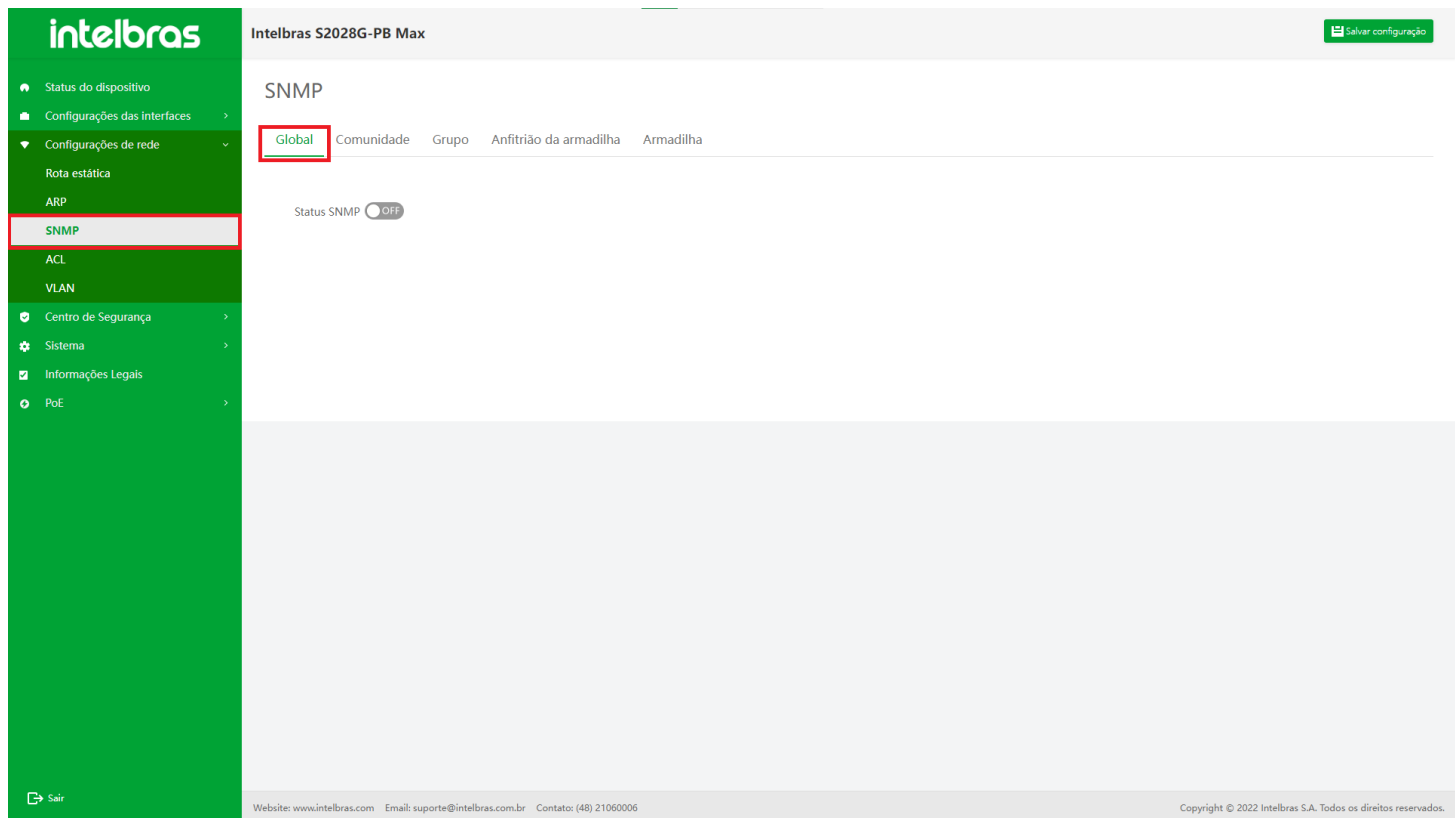 intelbras
Intelbras S2028G-PB Max
Salvar configuração
Status do dispositivo
Configurações das interfaces
Configurações de rede
Rota estática
ARP
SNMP
ACL
VLAN
Centro de Segurança
Sistema
Informações Legais
PoE
Sair
SNMP
Global Comunidade Grupo Anfitrião da armadilha Armadilha
Status SNMP OFF
Website: www.intelbras.com Email: suporte@intelbras.com.br Contato: (48) 21060006
Copyright © 2022 Intelbras S.A. Todos os direitos reservados.